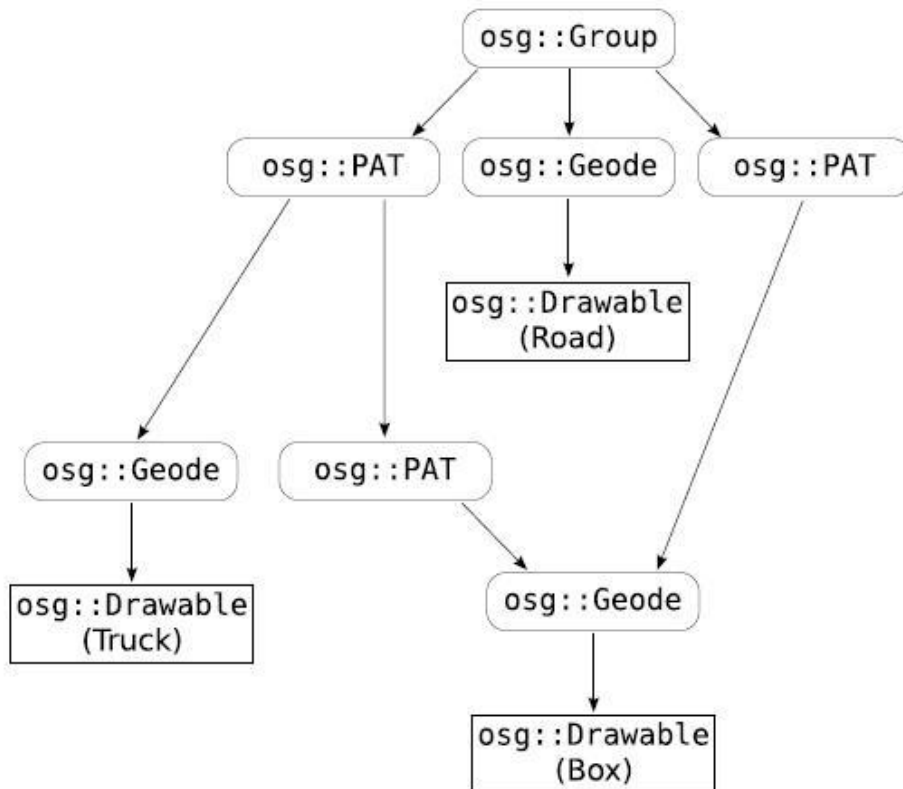 osg::Group
osg::PAT
osg::Geode
osg::PAT
osg::Drawable
(Road)
osg::Geode
osg::PAT
osg::Geode
osg::Drawable
(Truck)
osg::Drawable
(Box)